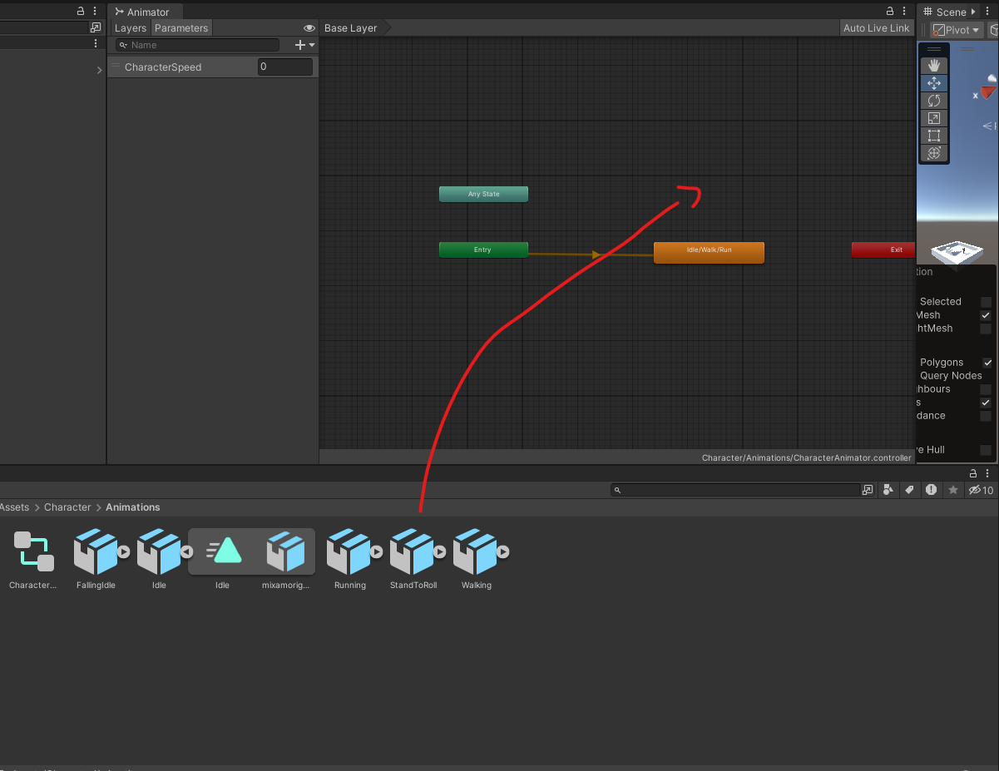 Animator
Scene
Layers
Parameters
Base Layer
Auto Live Link
Pivot
Name
CharacterSpeed
0
x
Any State
Entry
Idle/Walk/Run
Exit
tion
Selected
Mesh
htMesh
Polygons
Query Nodes
hbours
s
dance
e Hull
Character/Animations/CharacterAnimator.controller
10
Assets > Character > Animations
Character...
FallingIdle
Idle
Idle
mixamorig...
Running
StandToRoll
Walking